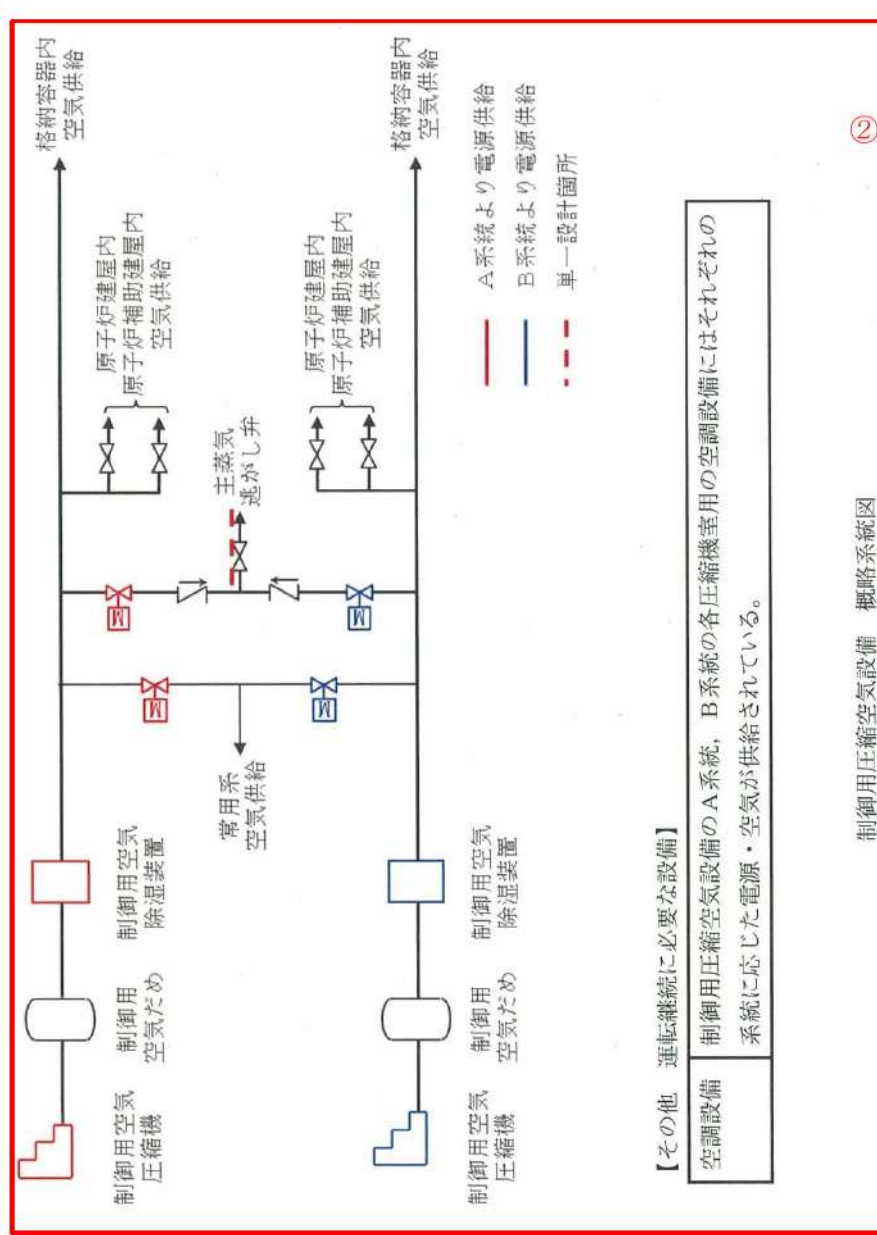 制御用空気
圧縮機
制御用
空気だめ
制御用空気
除湿装置
常用系
空気供給
M
M
M
M
主蒸気
逃がし弁
原子炉建屋内
原子炉補助建屋内
空気供給
格納容器内
空気供給
原子炉建屋内
原子炉補助建屋内
空気供給
格納容器内
空気供給
制御用空気
圧縮機
制御用
空気だめ
制御用空気
除湿装置
A系統より電源供給
B系統より電源供給
単一設計箇所
【その他 運転継続に必要な設備】
空調設備
制御用圧縮空気設備のA系統,B系統の各圧縮機室用の空調設備にはそれぞれの
系統に応じた電源・空気が供給されている。
制御用圧縮空気設備 概略系統図
②